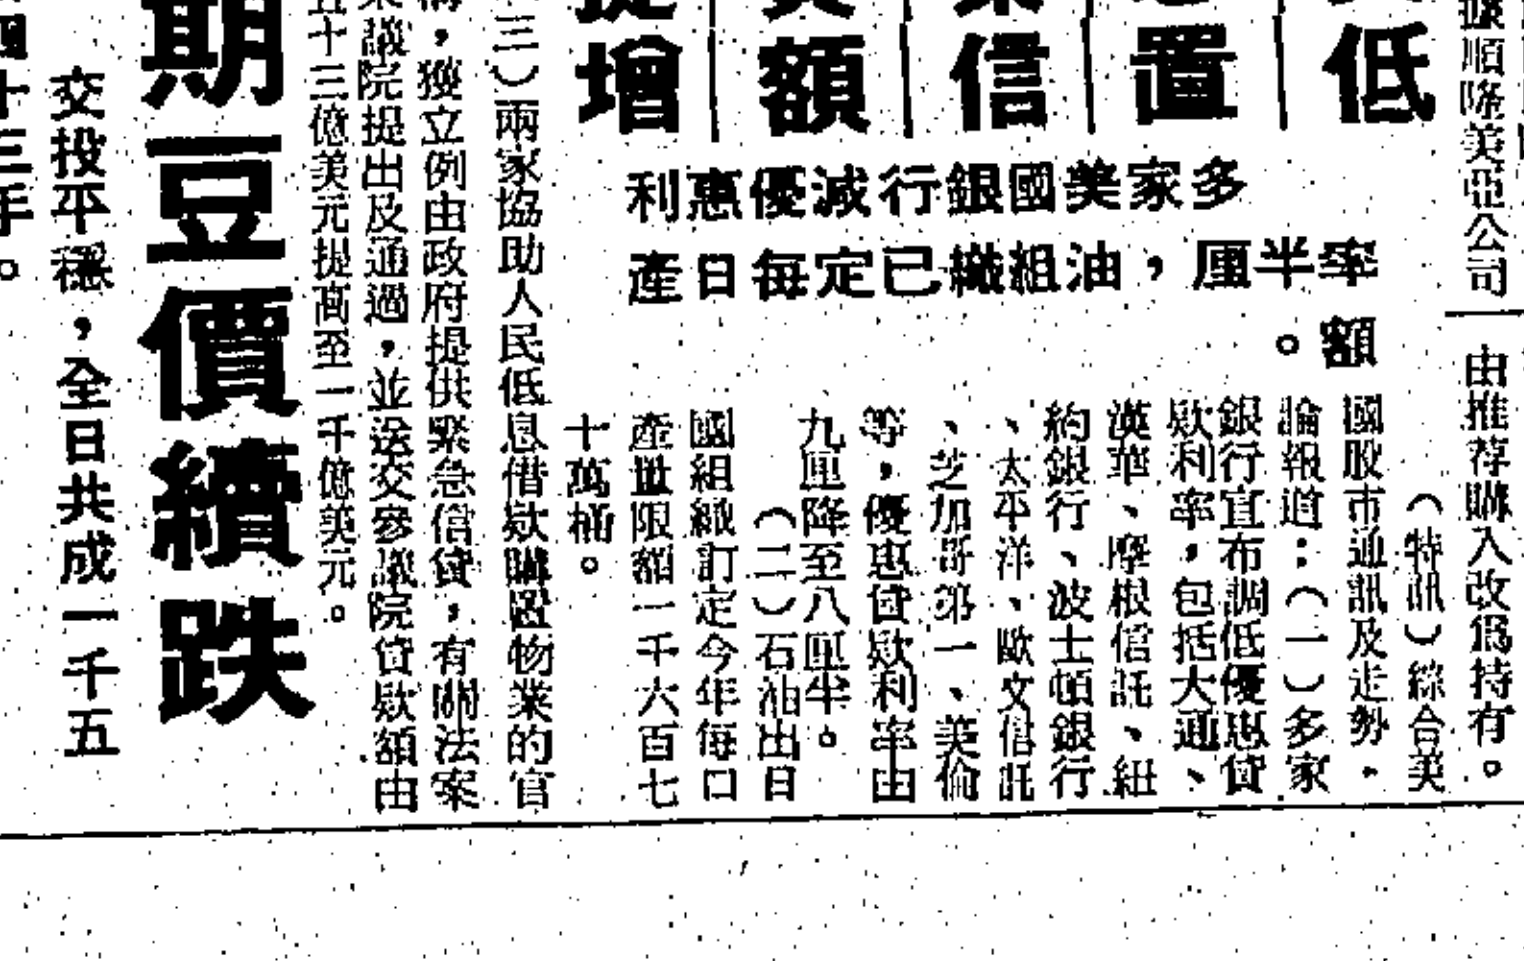 據順隆美亞公司
由推荐購入改爲持有。
低
置
信
額
增
多家美國銀行減優惠利
率半厘，油組織已定每日產
額。
（特訊）綜合美
國股市通訊及走勢，
論報道：（一）多家
銀行宣布調低優惠貸
欵利率，包括大通、
漢華、摩根信託、紐
約銀行、波士頓銀行
、太平洋、歐文信託
、芝加哥第一、美倫
等，優惠貸欵利率由
九厘降至八厘半。
（二）石油出口
國組織訂定今年每日
產量限額一千六百七
十萬桶。
三）兩家協助人民低息借欵購置物業的官
，獲立例由政府提供緊急信貸，有關法案
議院提出及通過，並送交參議院貸欵額由
五十三億美元提高至一千億美元。
期豆價續跌
交投平穩，全日共成一千五
四十三手。